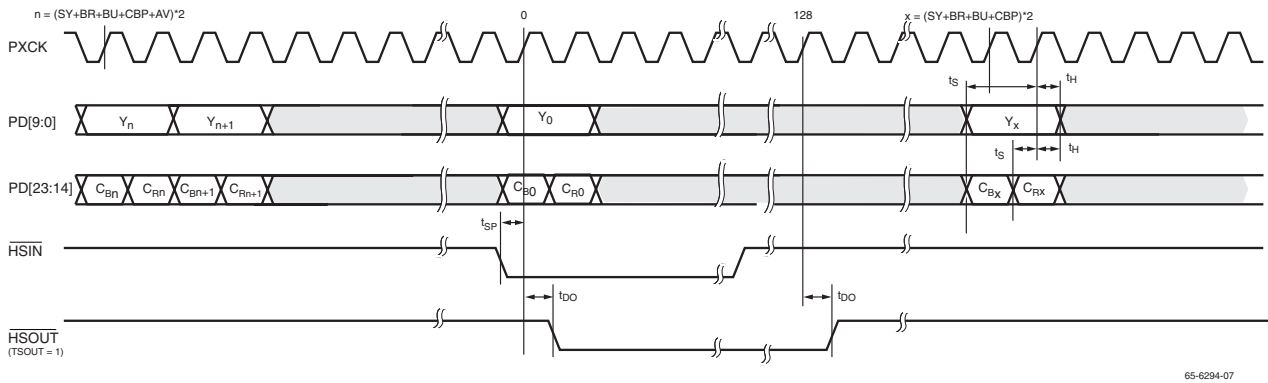 n = (SY+BR+BU+CBP+AV)*2
0
128
x = (SY+BR+BU+CBP)*2
PXCK
tS
tH
PD[9:0]
Yn
Yn+1
Y0
Yx
tS
tH
PD[23:14]
CBn
CRn
CBn+1
CRn+1
CB0
CR0
CBx
CRx
tSP
HSIN
tDO
tDO
HSOUT
(TSOUT = 1)
65-6294-07